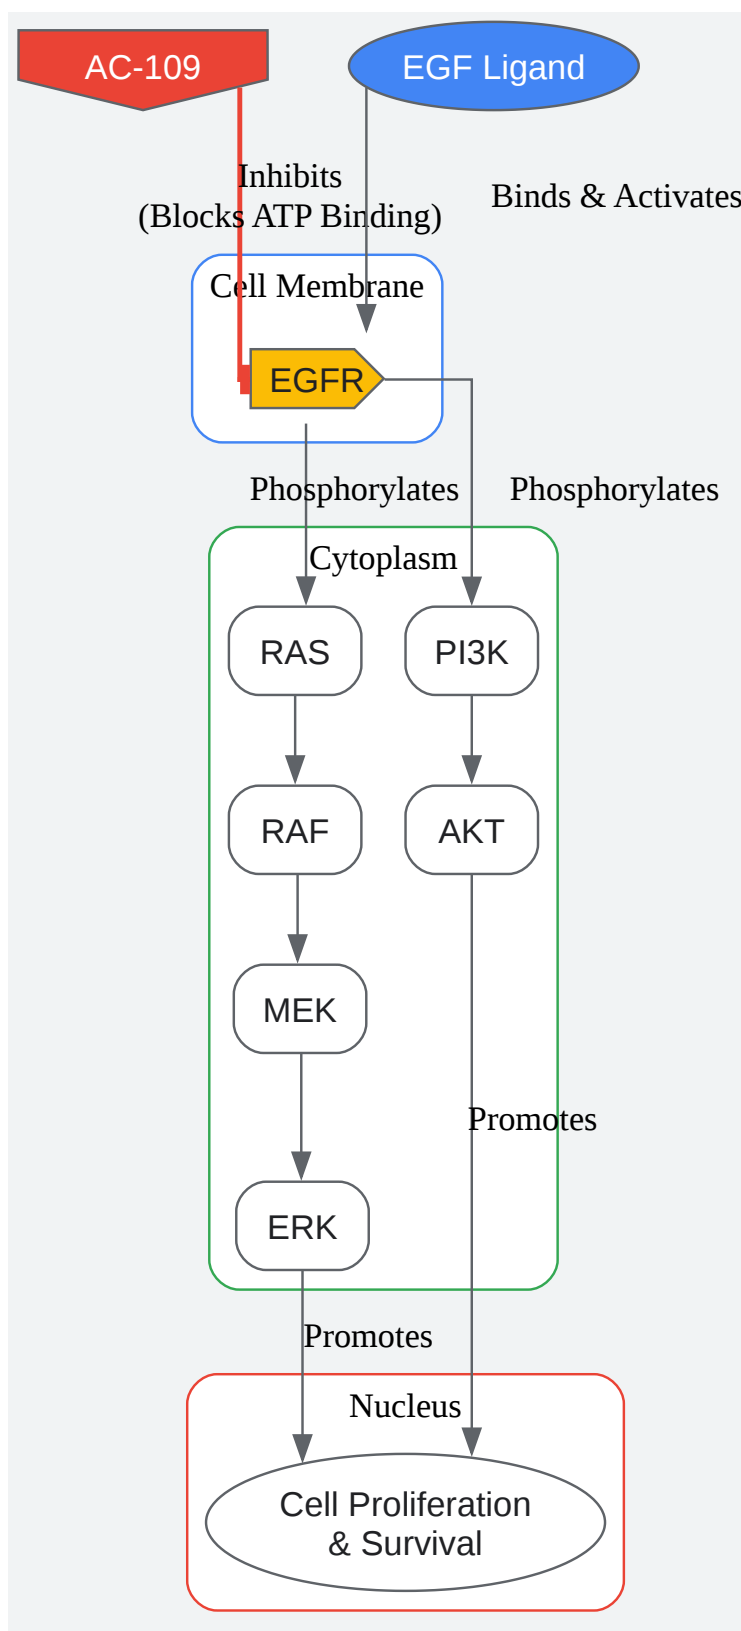 AC-109
EGF Ligand
Inhibits
(Blocks ATP Binding)
Binds & Activates
Cell Membrane
EGFR
Phosphorylates
Phosphorylates
Cytoplasm
RAS
PI3K
RAF
AKT
MEK
Promotes
ERK
Promotes
Nucleus
Cell Proliferation
& Survival